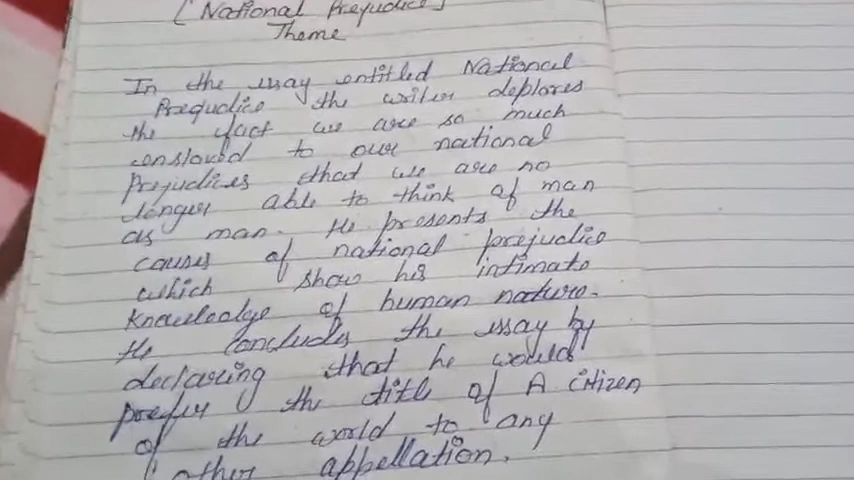 [National Prejudice]
Theme
In the essay entitled National
Prejudice the writer deplores
the fact we are so much
enslaved to our national
Prejudices that we are no
longer able to think of man
as man. He presents the
causes of national prejudice
which show his intimate
knowledge of human nature.
He concludes the essay by
declaring that he would
prefer the title of A citizen
of the world to any
other appellation.